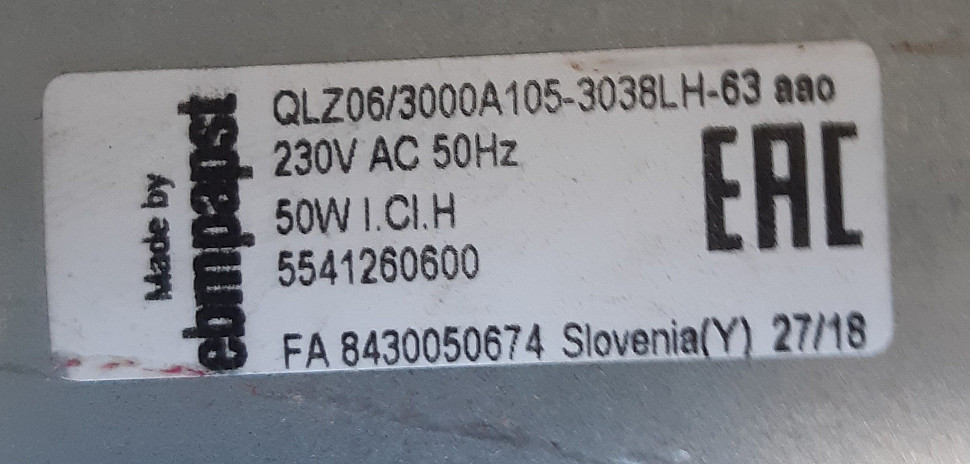 Made by
ebmpapst
QLZ06/3000A105-3038LH-63 aao
230V AC 50Hz
50W I.Cl.H
5541260600
EAC
FA 8430050674 Slovenia(Y) 27/18